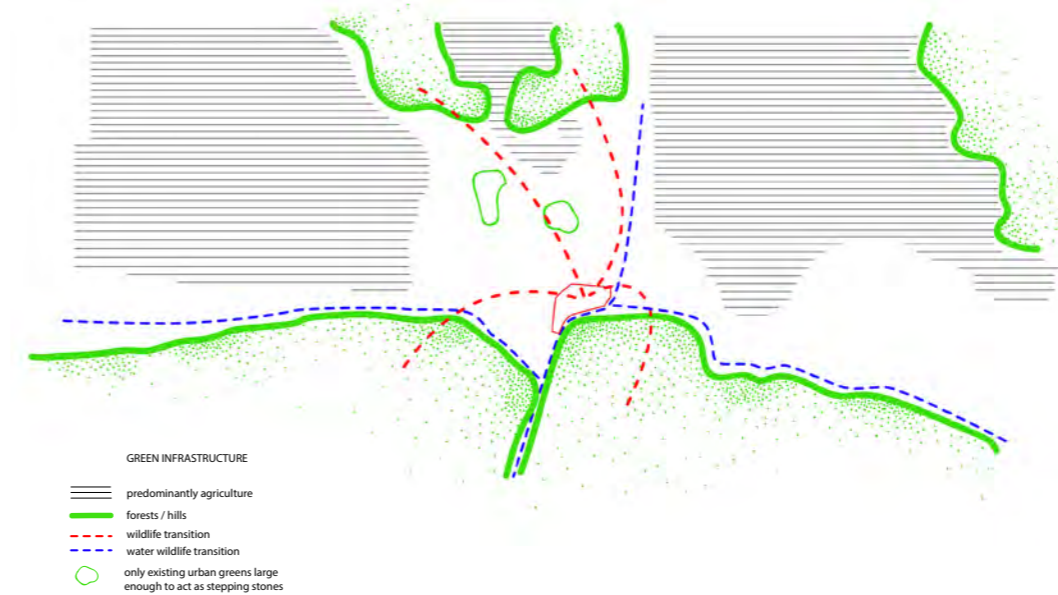 GREEN INFRASTRUCTURE
predominantly agriculture
forests / hills
wildlife transition
water wildlife transition
only existing urban greens large
enough to act as stepping stones